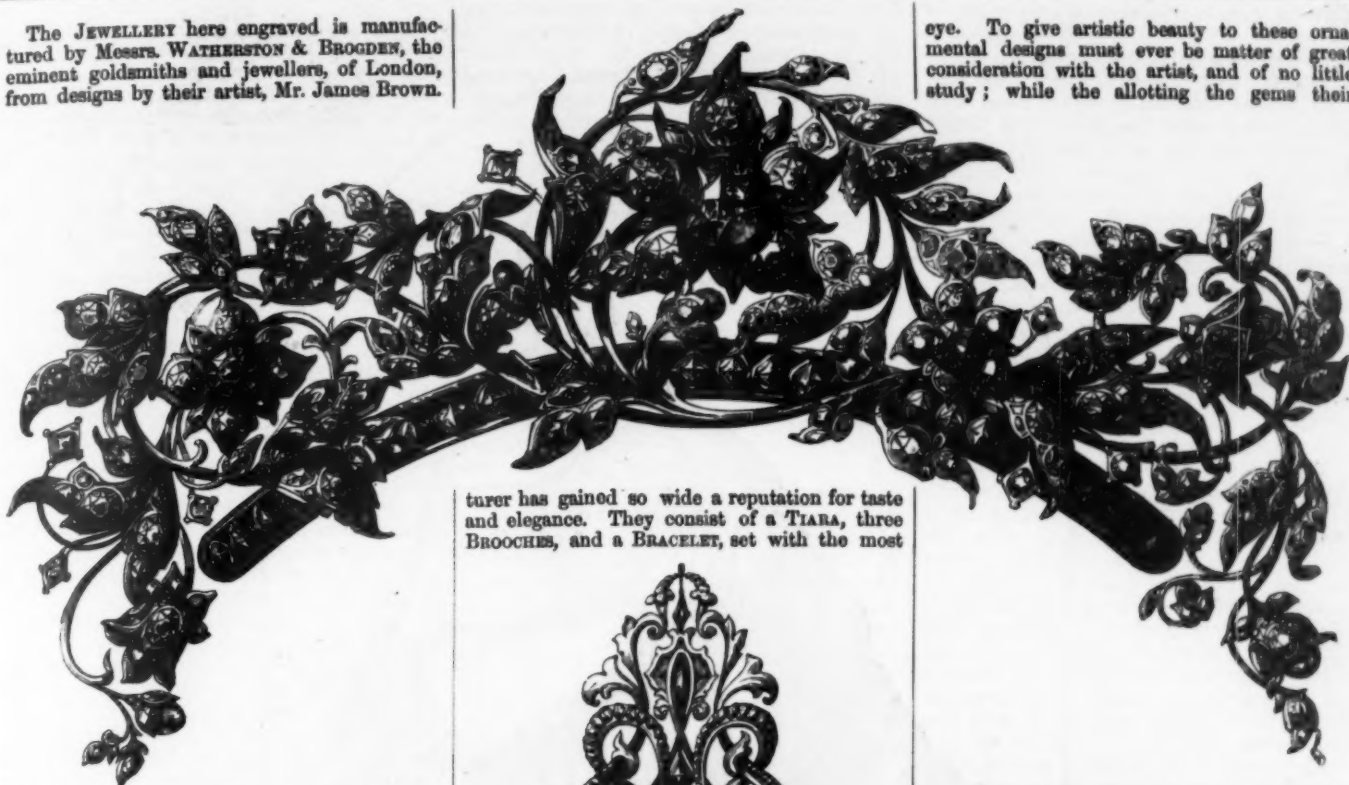 The JEWELLERY here engraved is manufac-
tured by Messrs. WATHERSTON & BROGDEN, the
eminent goldsmiths and jewellers, of London,
from designs by their artist, Mr. James Brown.
turer has gained so wide a reputation for taste
and elegance. They consist of a TIARA, three
BROOCHES, and a BRACELET, set with the most
eye. To give artistic beauty to these orna
mental designs must ever be matter of great
consideration with the artist, and of no little
study; while the allotting the gems their